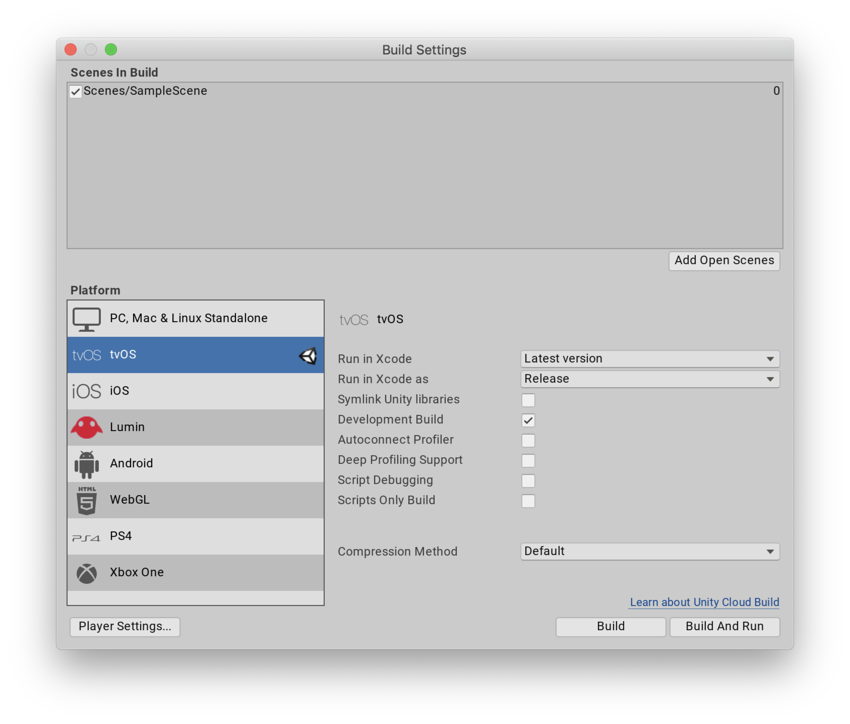 Build Settings
Scenes In Build
Scenes/SampleScene 0
Add Open Scenes
Platform
PC, Mac & Linux Standalone
tvOS tvOS
iOS iOS
Lumin
Android
HTML 5 WebGL
PS4 PS4
Xbox One
tvOS tvOS
Run in Xcode Latest version
Run in Xcode as Release
Symlink Unity libraries
Development Build
Autoconnect Profiler
Deep Profiling Support
Script Debugging
Scripts Only Build
Compression Method Default
Learn about Unity Cloud Build
Player Settings... Build Build And Run